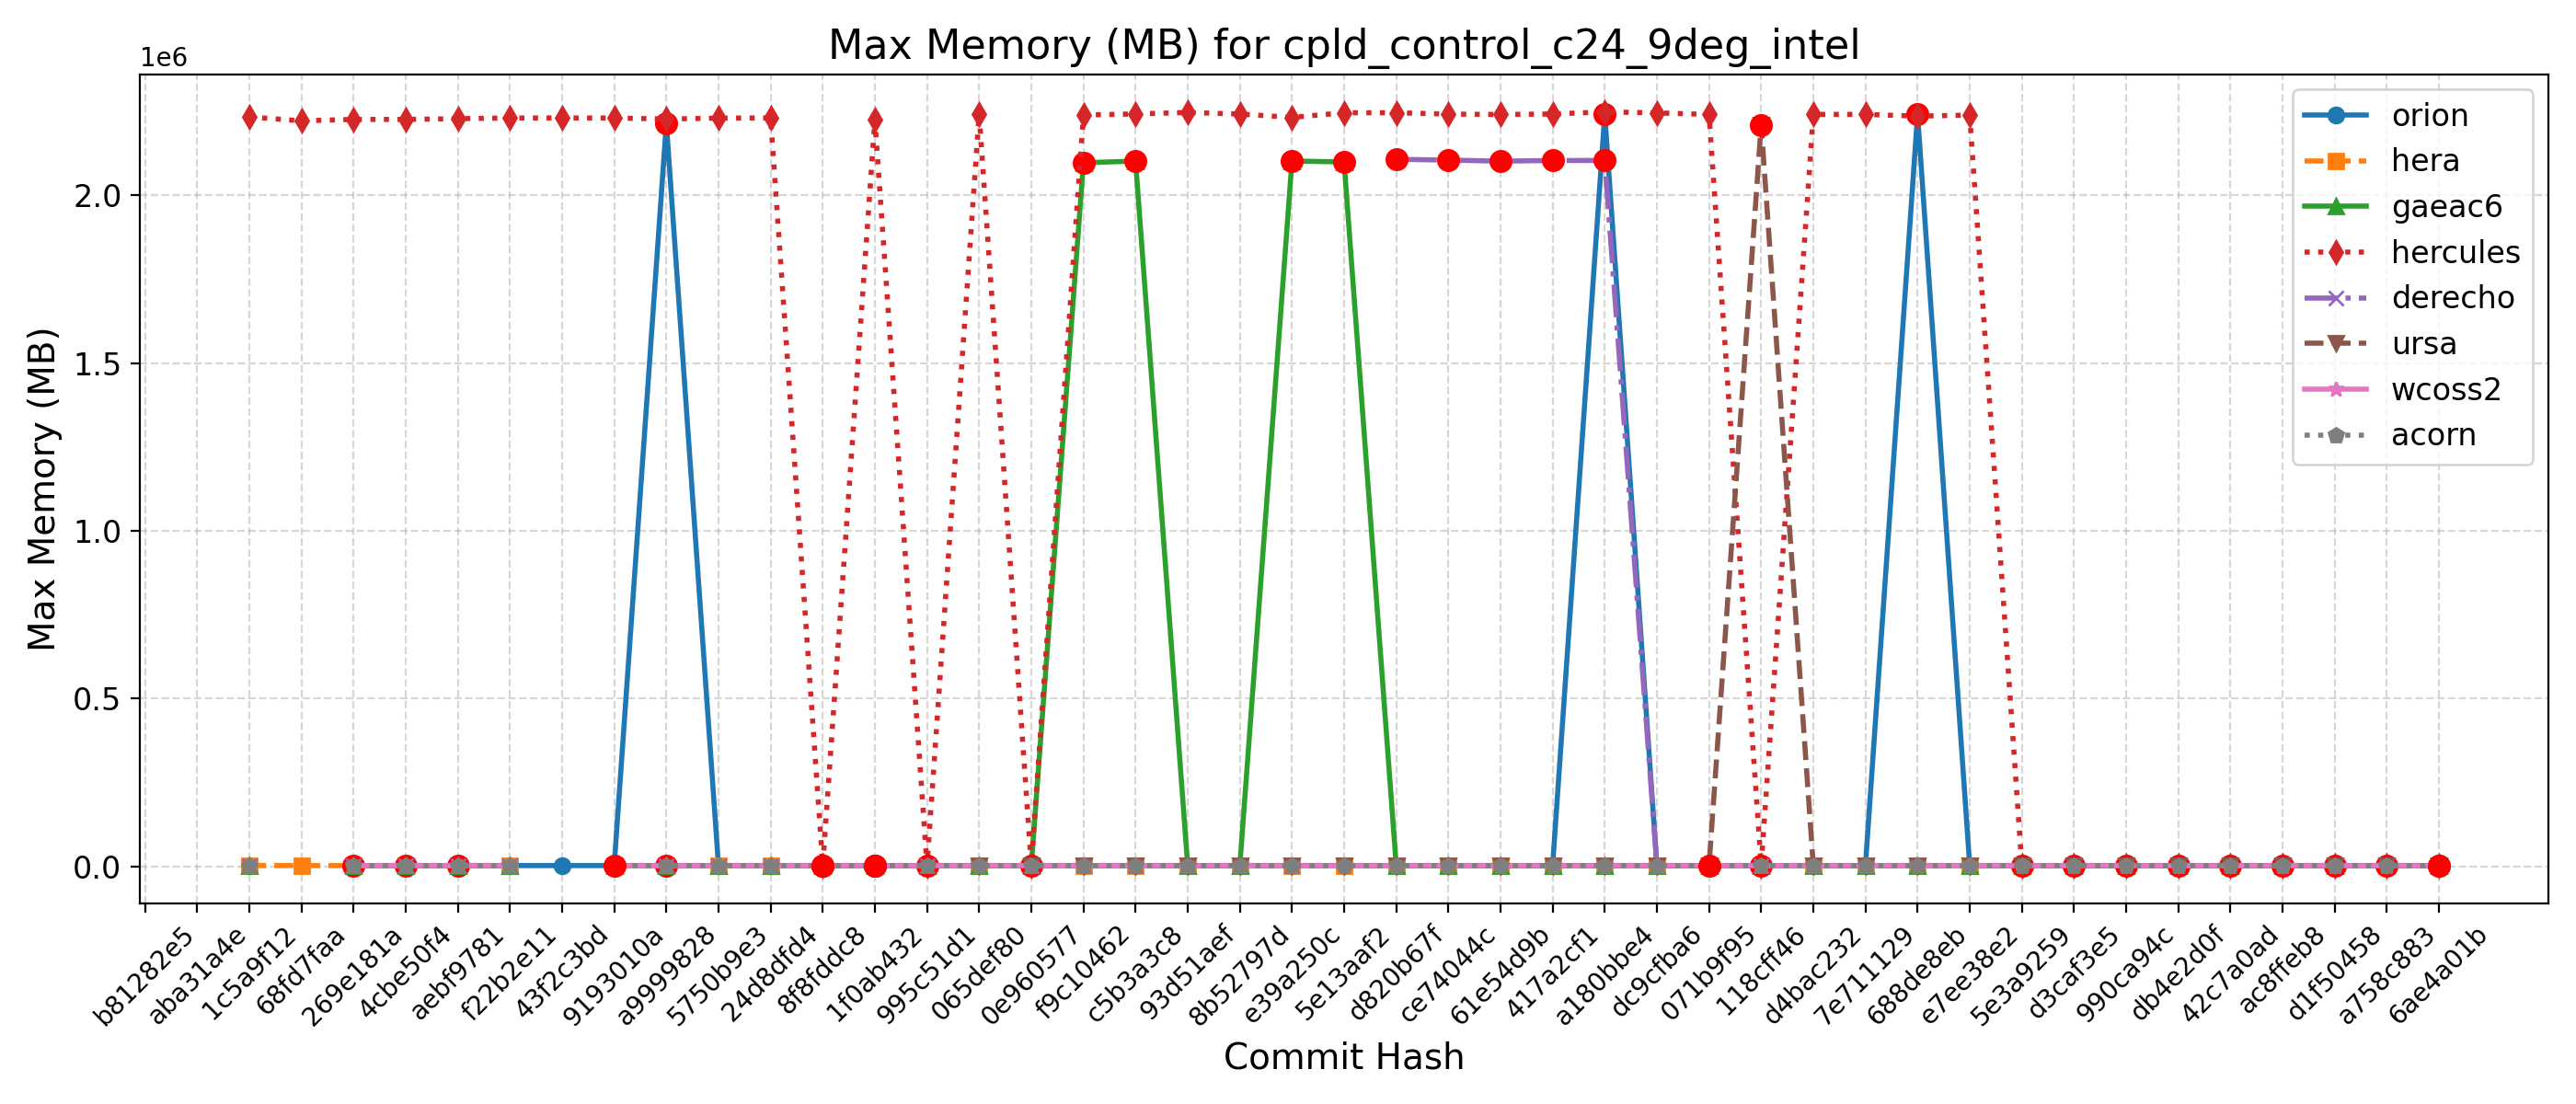 Max Memory (MB) for cpld_control_c24_9deg_intel
1e6
2.0
1.5
1.0
0.5
0.0
Max Memory (MB)
orion
hera
gaeac6
hercules
derecho
ursa
wcoss2
acorn
b81282e5
aba31a4e
1c5a9f12
68fd7faa
269e181a
4cbe50f4
aebf9781
f22b2e11
43f2c3bd
9193010a
a9999828
5750b9e3
24d8dfd4
8f8fddc8
1f0ab432
995c51d1
065def80
0e960577
f9c10462
c5b3a3c8
93d51aef
8b52797d
e39a250c
5e13aaf2
d820b67f
ce74044c
61e54d9b
417a2cf1
a180bbe4
dc9cfba6
071b9f95
118cff46
d4bac232
7e711129
688de8eb
e7ee38e2
5e3a9259
d3caf3e5
990ca94c
db4e2d0f
42c7a0ad
ac8ffeb8
d1f50458
a758c883
6ae4a01b
Commit Hash